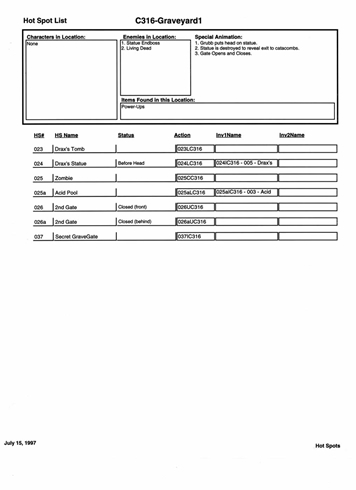 Hot Spot List C316-Graveyard1
Characters in Location: Enemies in Location: Special Animation:
None 1. Statue Endboss 1. Grubb puts head on statue.
2. Living Dead 2. Statue is destroyed to reveal exit to catacombs.
3. Gate Opens and Closes.
Items Found in this Location:
Power-Ups
HS# HS Name Status Action Inv1Name Inv2Name
023 Drax's Tomb 023LC316
024 Drax's Statue Before Head 024LC316 024IC316 - 005 - Drax's
025 Zombie 025CC316
025a Acid Pool 025aLC316 025aIC316 - 003 - Acid
026 2nd Gate Closed (front) 026UC316
026a 2nd Gate Closed (behind) 026aUC316
037 Secret GraveGate 037IC316
July 15, 1997 Hot Spots